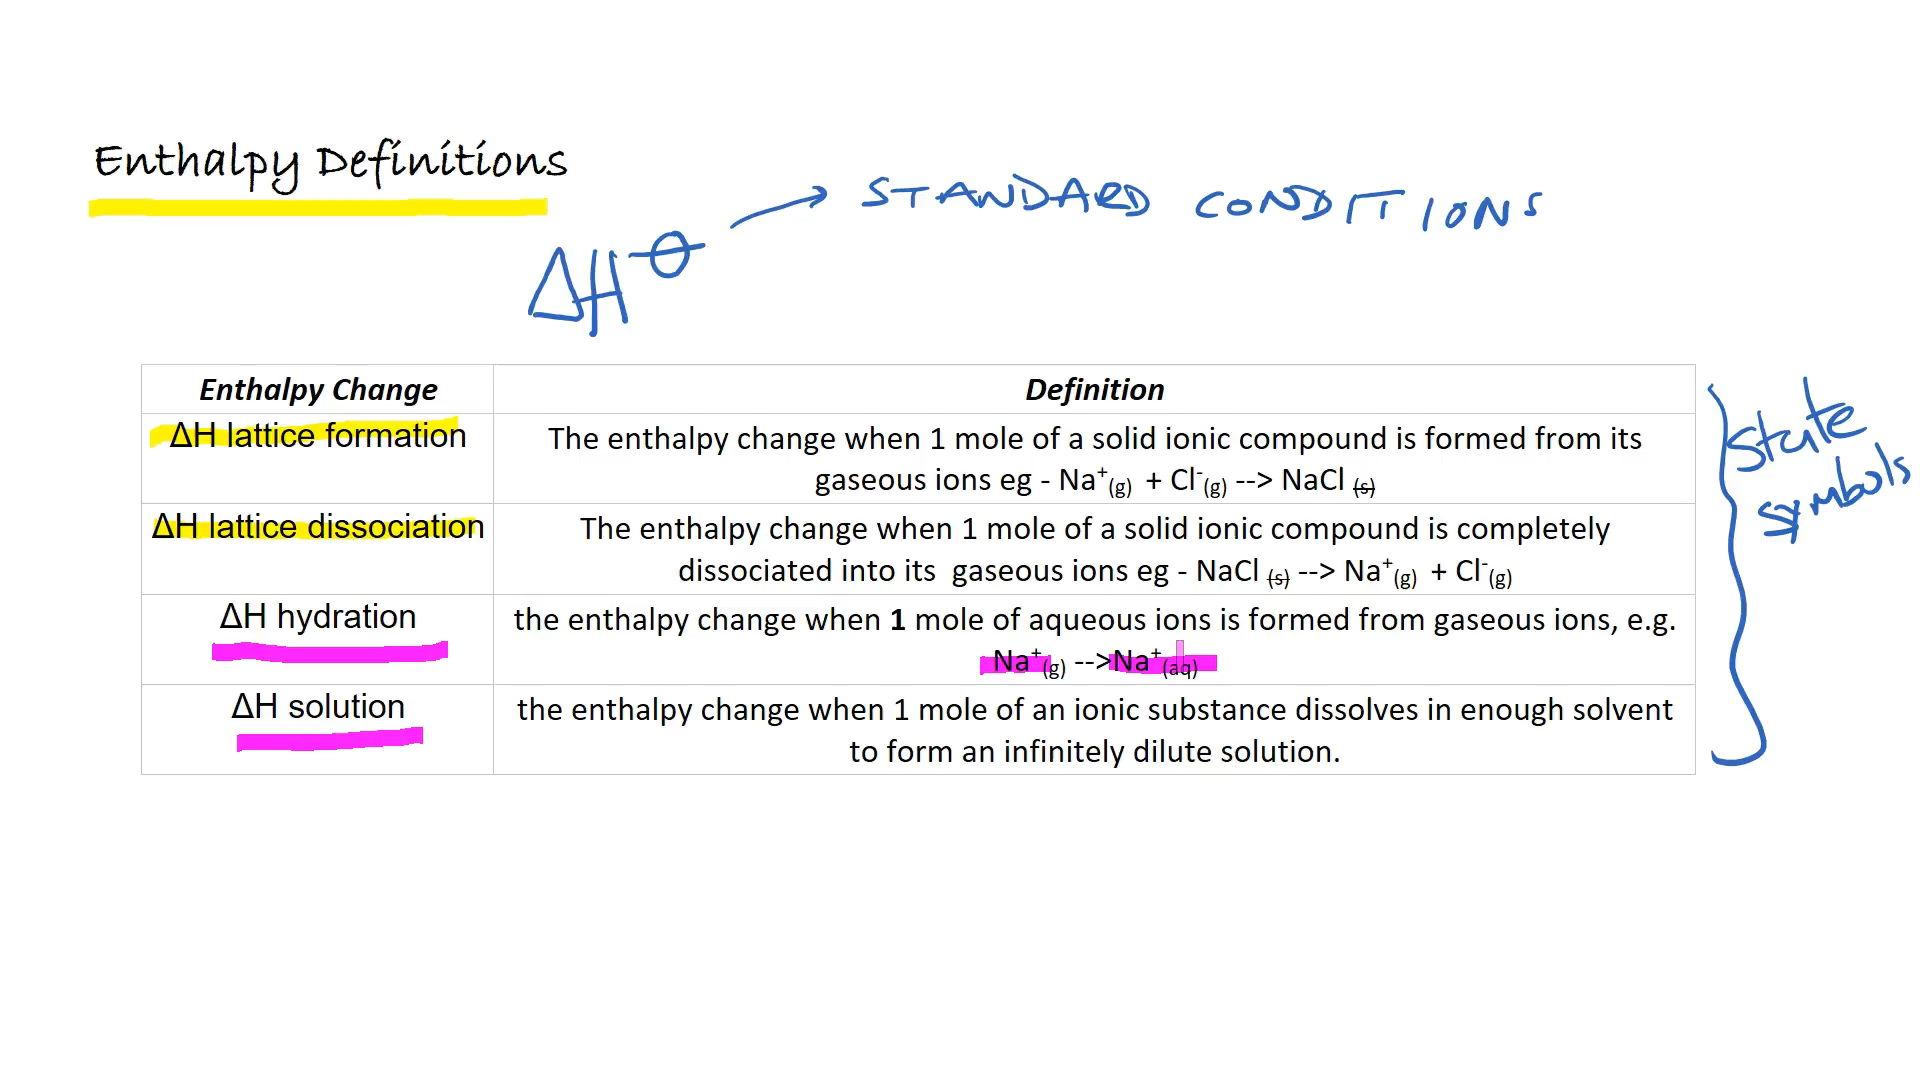 Enthalpy Definitions
STANDARD CONDITIONS
ΔH⦵
Enthalpy Change Definition
ΔH lattice formation
The enthalpy change when 1 mole of a solid ionic compound is formed from its
gaseous ions eg - Na⁺(g) + Cl⁻(g) --> NaCl (s)
ΔH lattice dissociation
The enthalpy change when 1 mole of a solid ionic compound is completely
dissociated into its gaseous ions eg - NaCl (s) --> Na⁺(g) + Cl⁻(g)
ΔH hydration
the enthalpy change when 1 mole of aqueous ions is formed from gaseous ions, e.g.
Na⁺(g) -->Na⁺(aq)
ΔH solution
the enthalpy change when 1 mole of an ionic substance dissolves in enough solvent
to form an infinitely dilute solution.
state
symbols